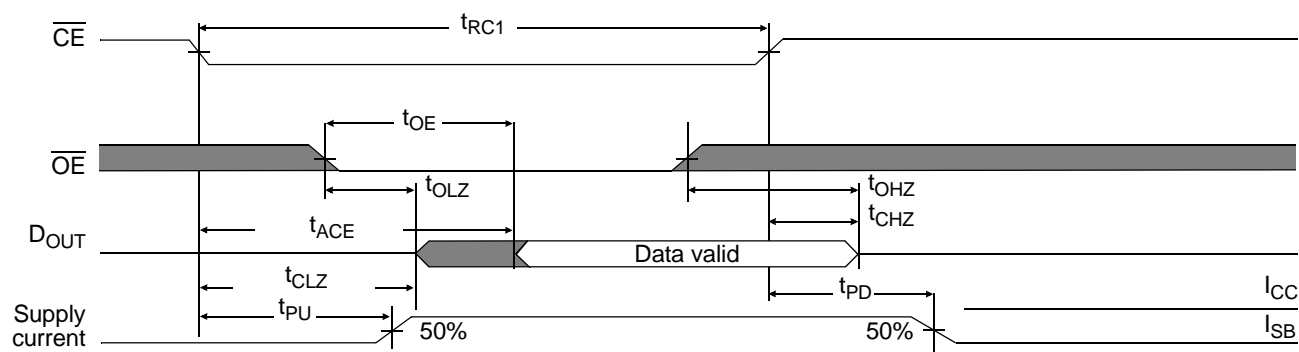 tRC1
CE
tOE
OE
tOLZ
tOHZ
tACE
tCHZ
DOUT
Data valid
tCLZ
tPD
ICC
tPU
Supply
current
50%
50%
ISB